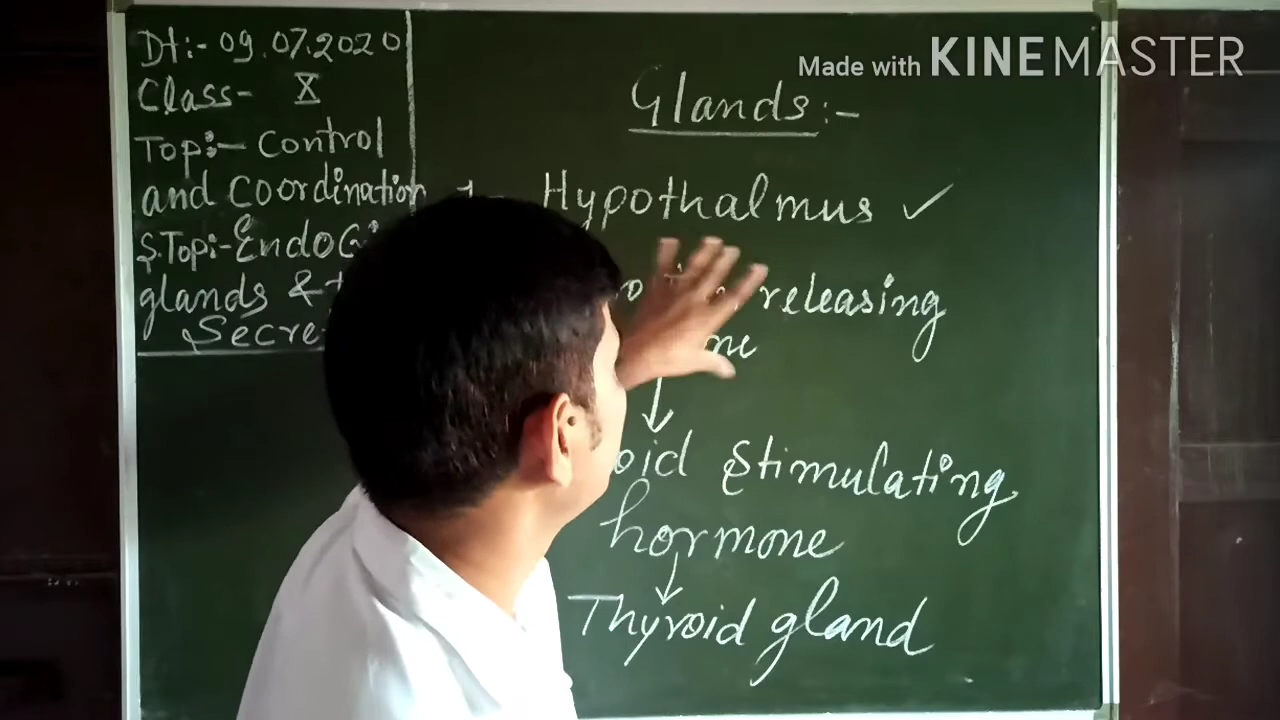 Dt:- 09.07.2020
Class- X
Top:- Control
and Coordination
S.Top:- Endo
glands &
Secre
Made with KINEMASTER
Glands:-
Hypothalmus ✓
releasing
ne
↓
oid Stimulating
hormone
↓
Thyroid gland